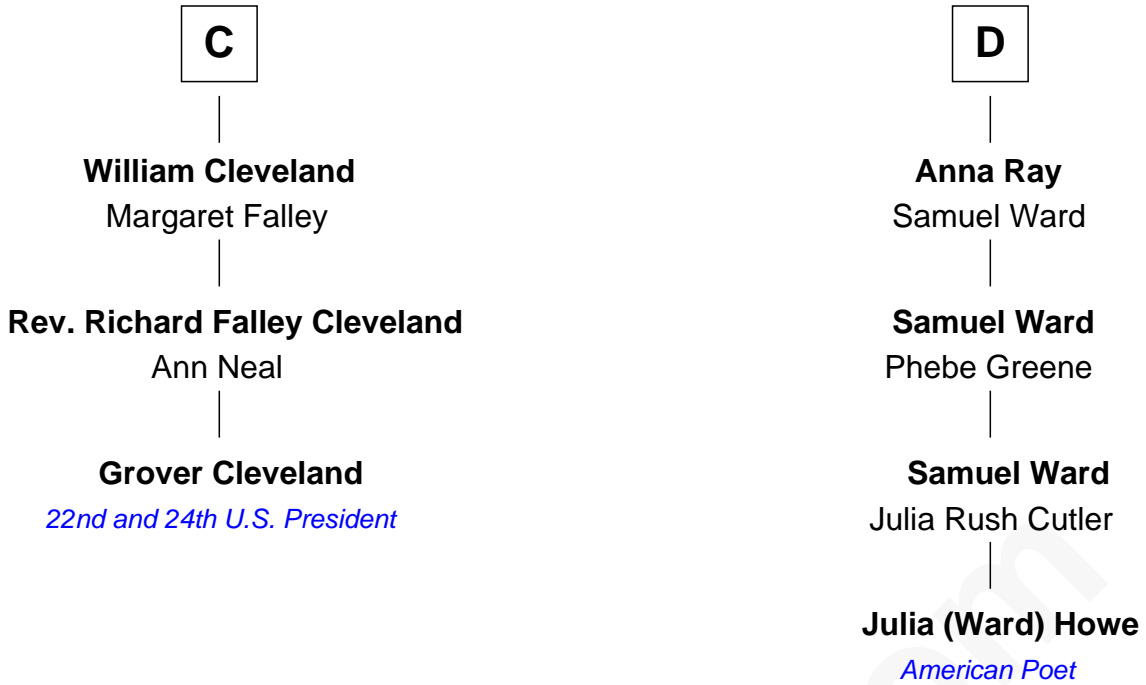 C
William Cleveland
Margaret Falley
Rev. Richard Falley Cleveland
Ann Neal
Grover Cleveland
22nd and 24th U.S. President
D
Anna Ray
Samuel Ward
Samuel Ward
Phebe Greene
Samuel Ward
Julia Rush Cutler
Julia (Ward) Howe
American Poet